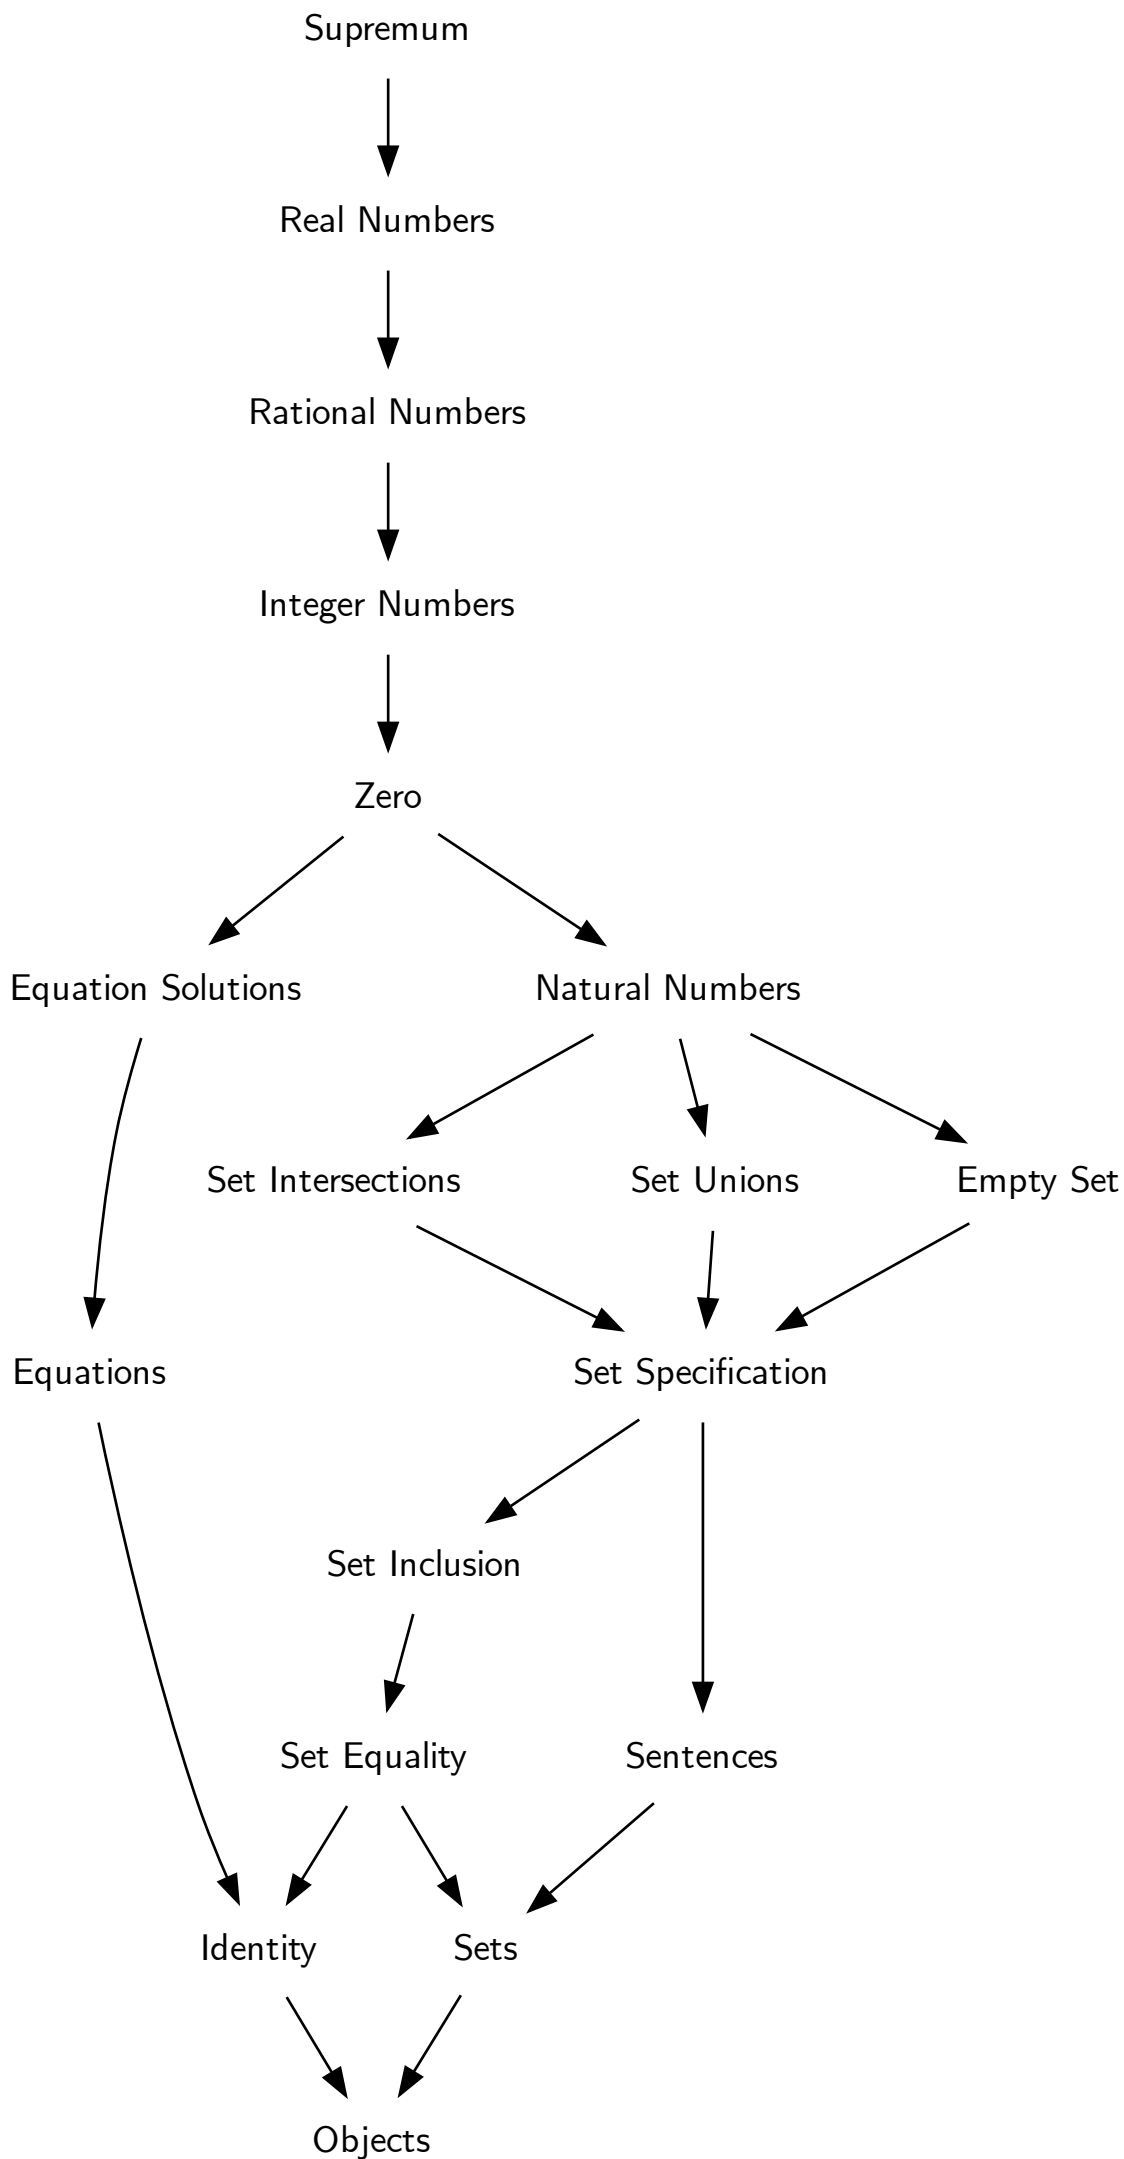 Supremum
Real Numbers
Rational Numbers
Integer Numbers
Zero
Equation Solutions
Natural Numbers
Set Intersections
Set Unions
Empty Set
Equations
Set Specification
Set Inclusion
Set Equality
Sentences
Identity
Sets
Objects